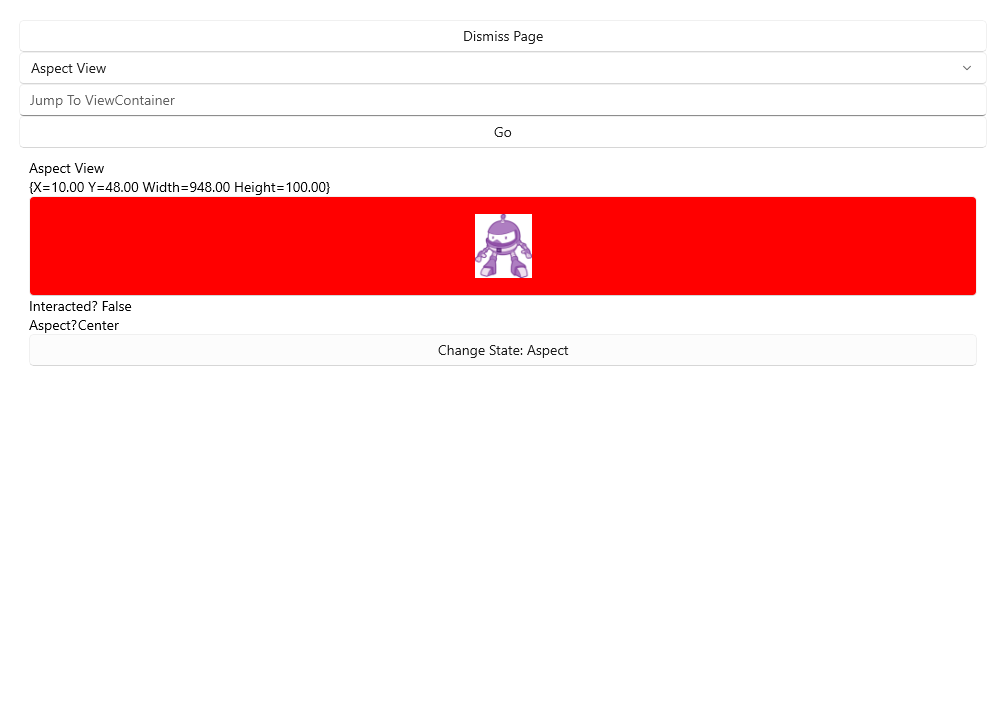 Dismiss Page
Aspect View
Jump To ViewContainer
Go
Aspect View
{X=10.00 Y=48.00 Width=948.00 Height=100.00}
Interacted? False
Aspect?Center
Change State: Aspect